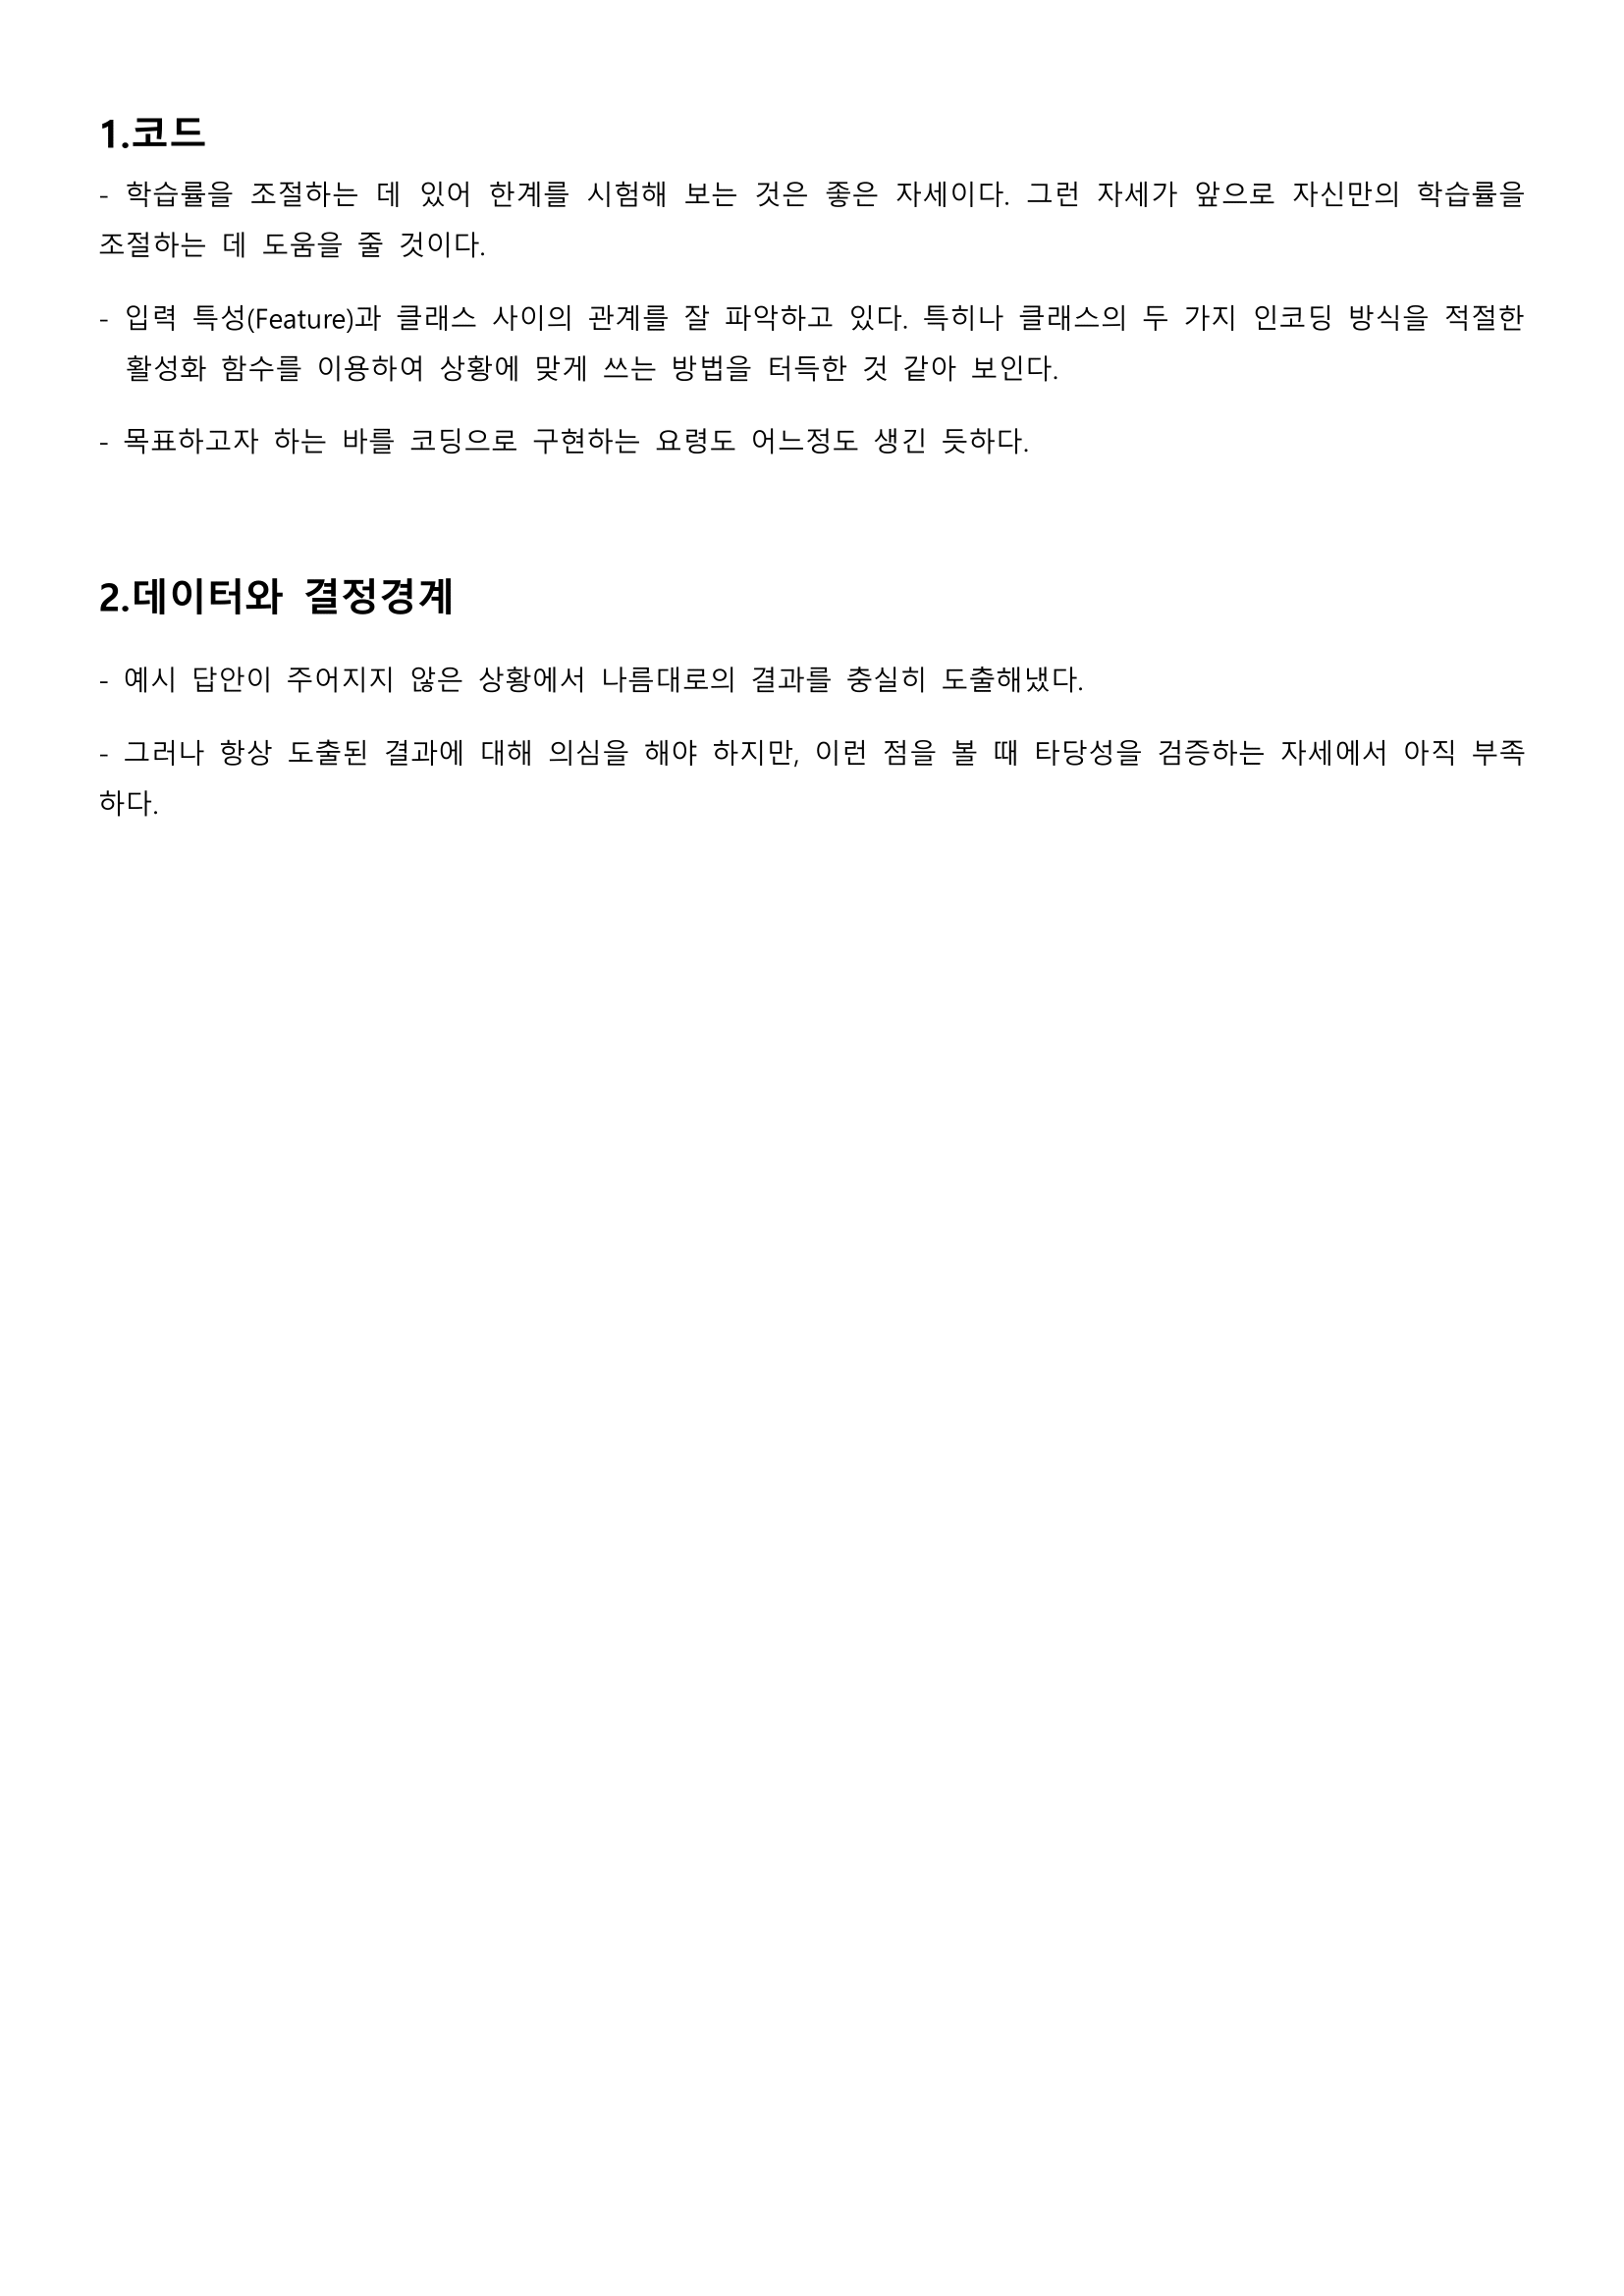 1.코드
- 학습률을 조절하는 데 있어 한계를 시험해 보는 것은 좋은 자세이다. 그런 자세가 앞으로 자신만의 학습률을
조절하는 데 도움을 줄 것이다.
- 입력 특성(Feature)과 클래스 사이의 관계를 잘 파악하고 있다. 특히나 클래스의 두 가지 인코딩 방식을 적절한
활성화 함수를 이용하여 상황에 맞게 쓰는 방법을 터득한 것 같아 보인다.
- 목표하고자 하는 바를 코딩으로 구현하는 요령도 어느정도 생긴 듯하다.
2.데이터와 결정경계
- 예시 답안이 주어지지 않은 상황에서 나름대로의 결과를 충실히 도출해냈다.
- 그러나 항상 도출된 결과에 대해 의심을 해야 하지만, 이런 점을 볼 때 타당성을 검증하는 자세에서 아직 부족
하다.